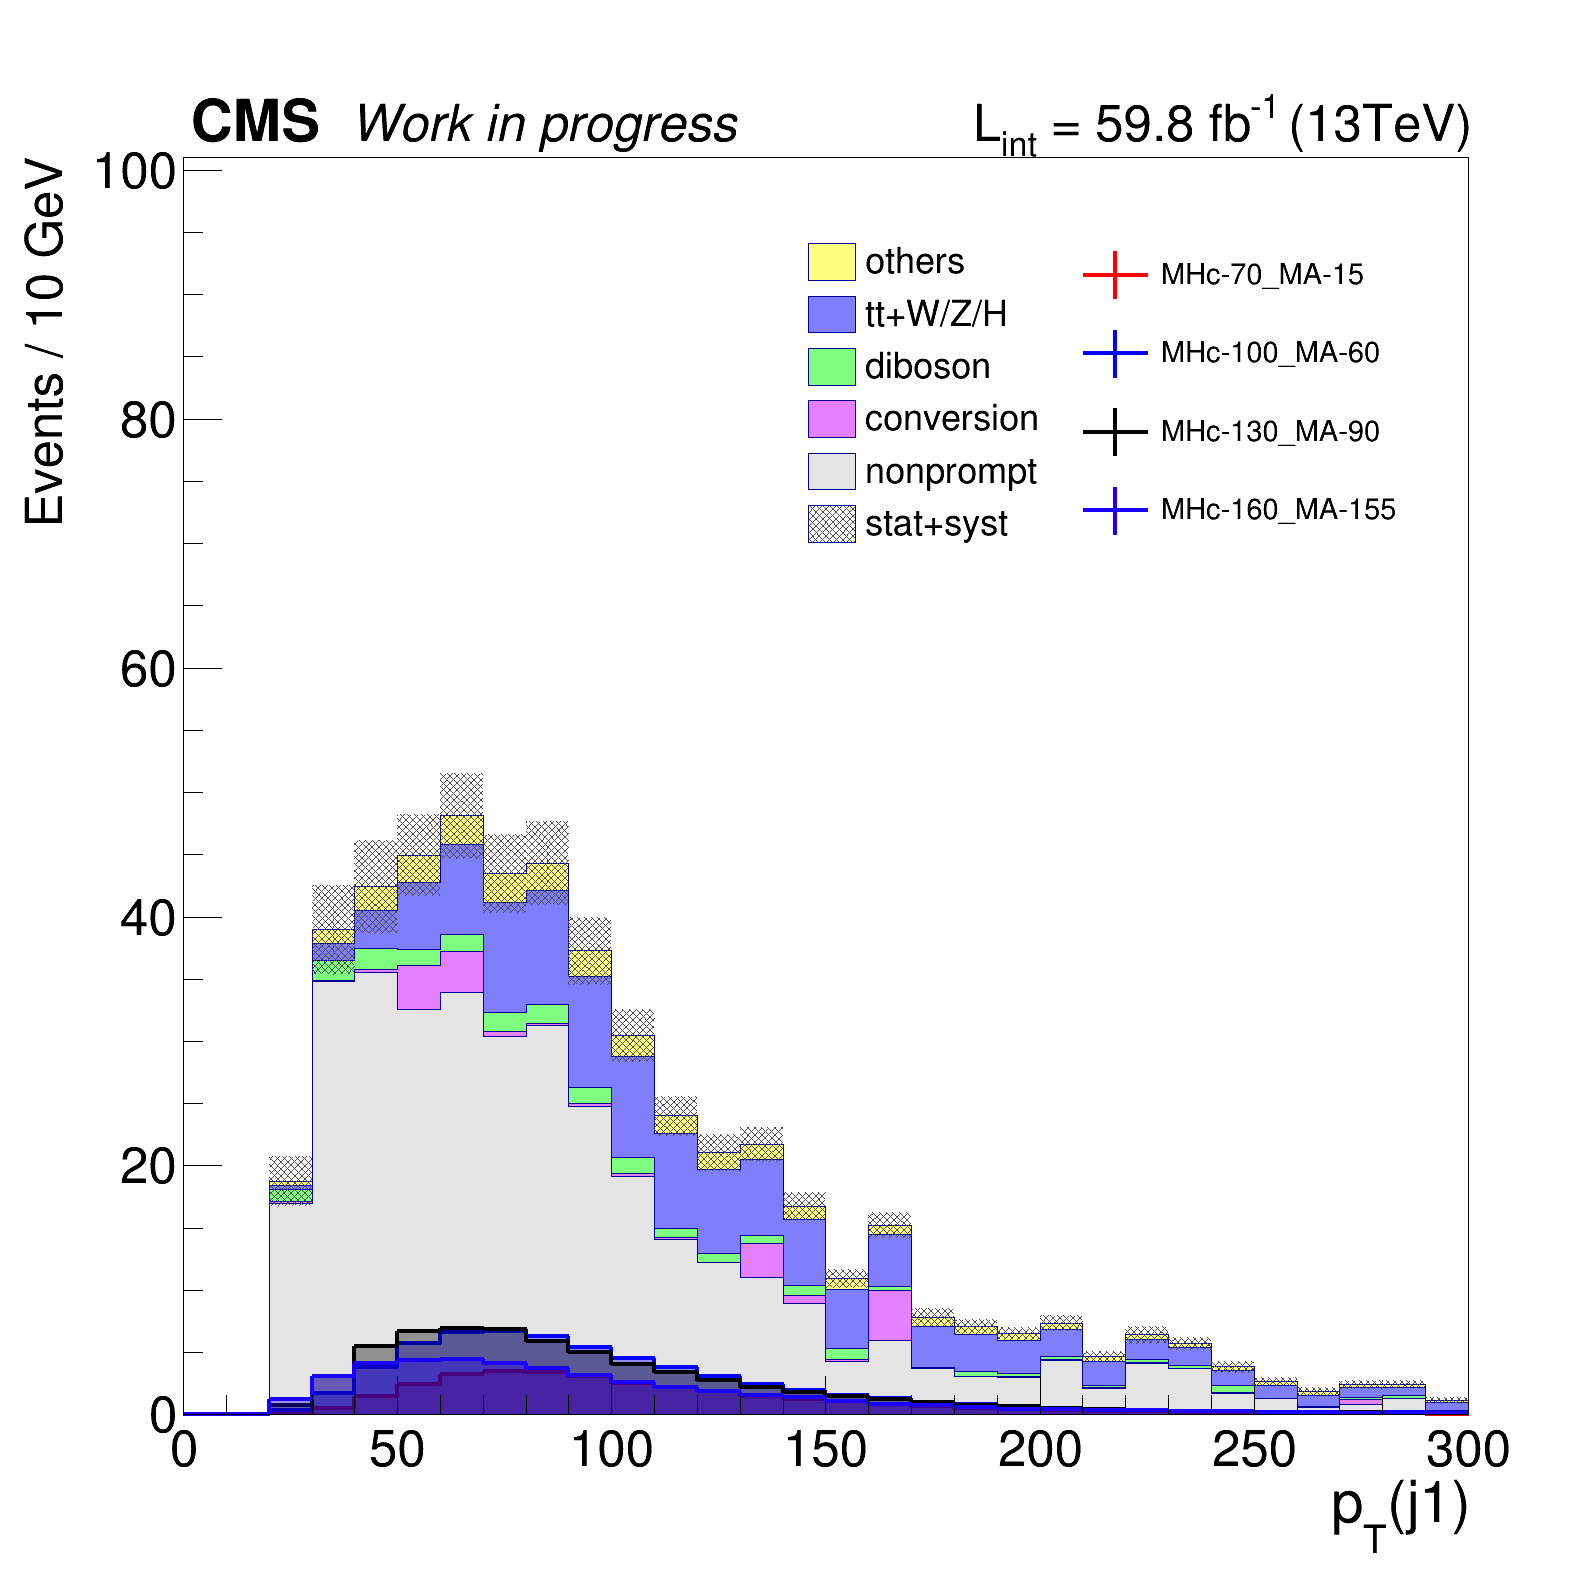 CMS Work in progress L_int = 59.8 fb^-1 (13TeV)
Events / 10 GeV
100
80
60
40
20
0
others
tt+W/Z/H
diboson
conversion
nonprompt
stat+syst
MHc-70_MA-15
MHc-100_MA-60
MHc-130_MA-90
MHc-160_MA-155
0 50 100 150 200 250 300
p_T(j1)